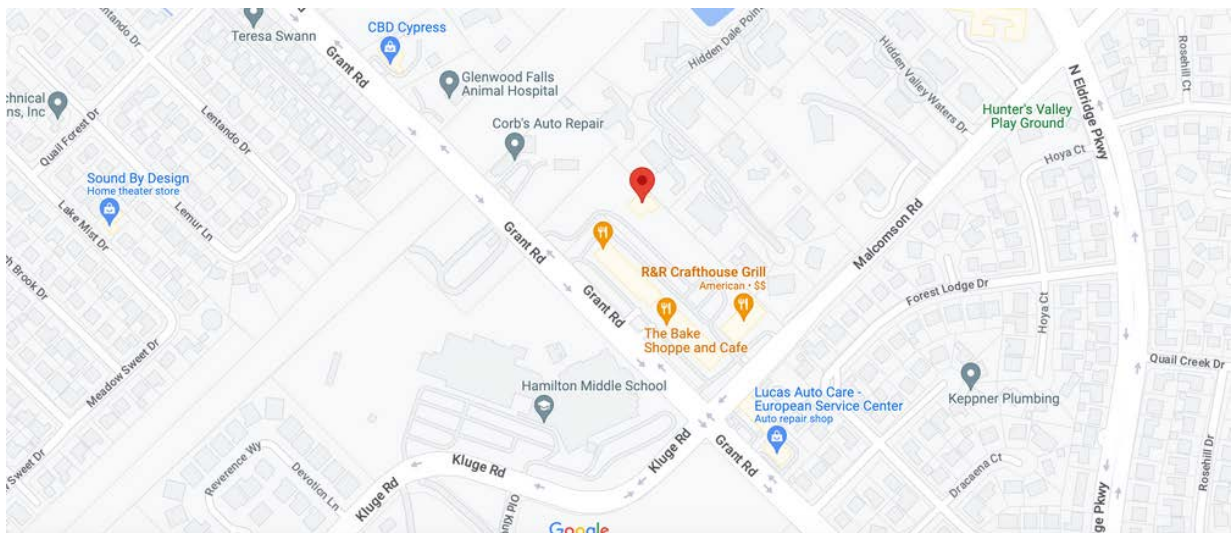 Lentando Dr
Teresa Swann
CBD Cypress
Grant Rd
Glenwood Falls
Animal Hospital
Hidden Dale Point
Hidden Valley Waters Dr
Rosehill Ct
N Eldridge Pkwy
Hunter's Valley
Play Ground
chnical
ns, Inc
Quail Forest Dr
Lentando Dr
Corb's Auto Repair
Hoya Ct
Sound By Design
Home theater store
Lemur Ln
Lake Mist Dr
Grant Rd
Malcomson Rd
R&R Crafthouse Grill
American • $$
Forest Lodge Dr
Hoya Ct
h Brook Dr
Grant Rd
The Bake
Shoppe and Cafe
Meadow Sweet Dr
Quail Creek Dr
Hamilton Middle School
Lucas Auto Care -
European Service Center
Auto repair shop
Keppner Plumbing
Sweet Dr
Reverence Wy
Devotion Ln
Kluge Rd
Kluge Rd
Kluge Rd
Grant Rd
Dracaena Ct
Rosehill Dr
ge Pkwy
Google